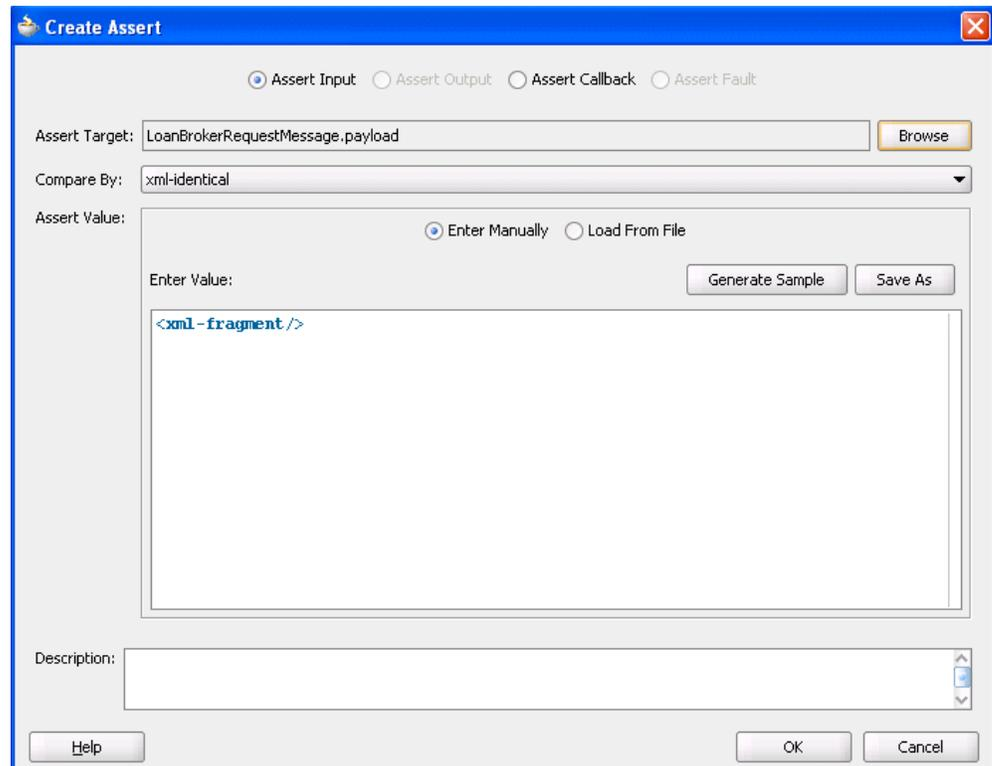 Create Assert
Assert Input Assert Output Assert Callback Assert Fault
Assert Target: LoanBrokerRequestMessage.payload Browse
Compare By: xml-identical
Assert Value:
Enter Manually Load From File
Enter Value: Generate Sample Save As
<xml-fragment/>
Description:
Help OK Cancel